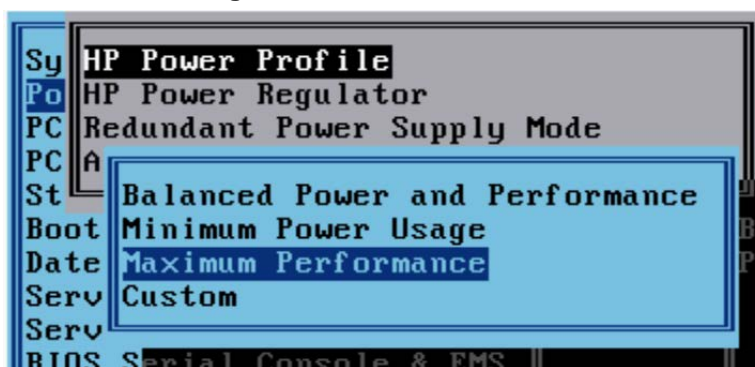 Sy HP Power Profile
Po HP Power Regulator
PC Redundant Power Supply Mode
PC A
St Balanced Power and Performance
Boot Minimum Power Usage B
Date Maximum Performance P
Serv Custom
Serv
BIOS Serial Console & EMS